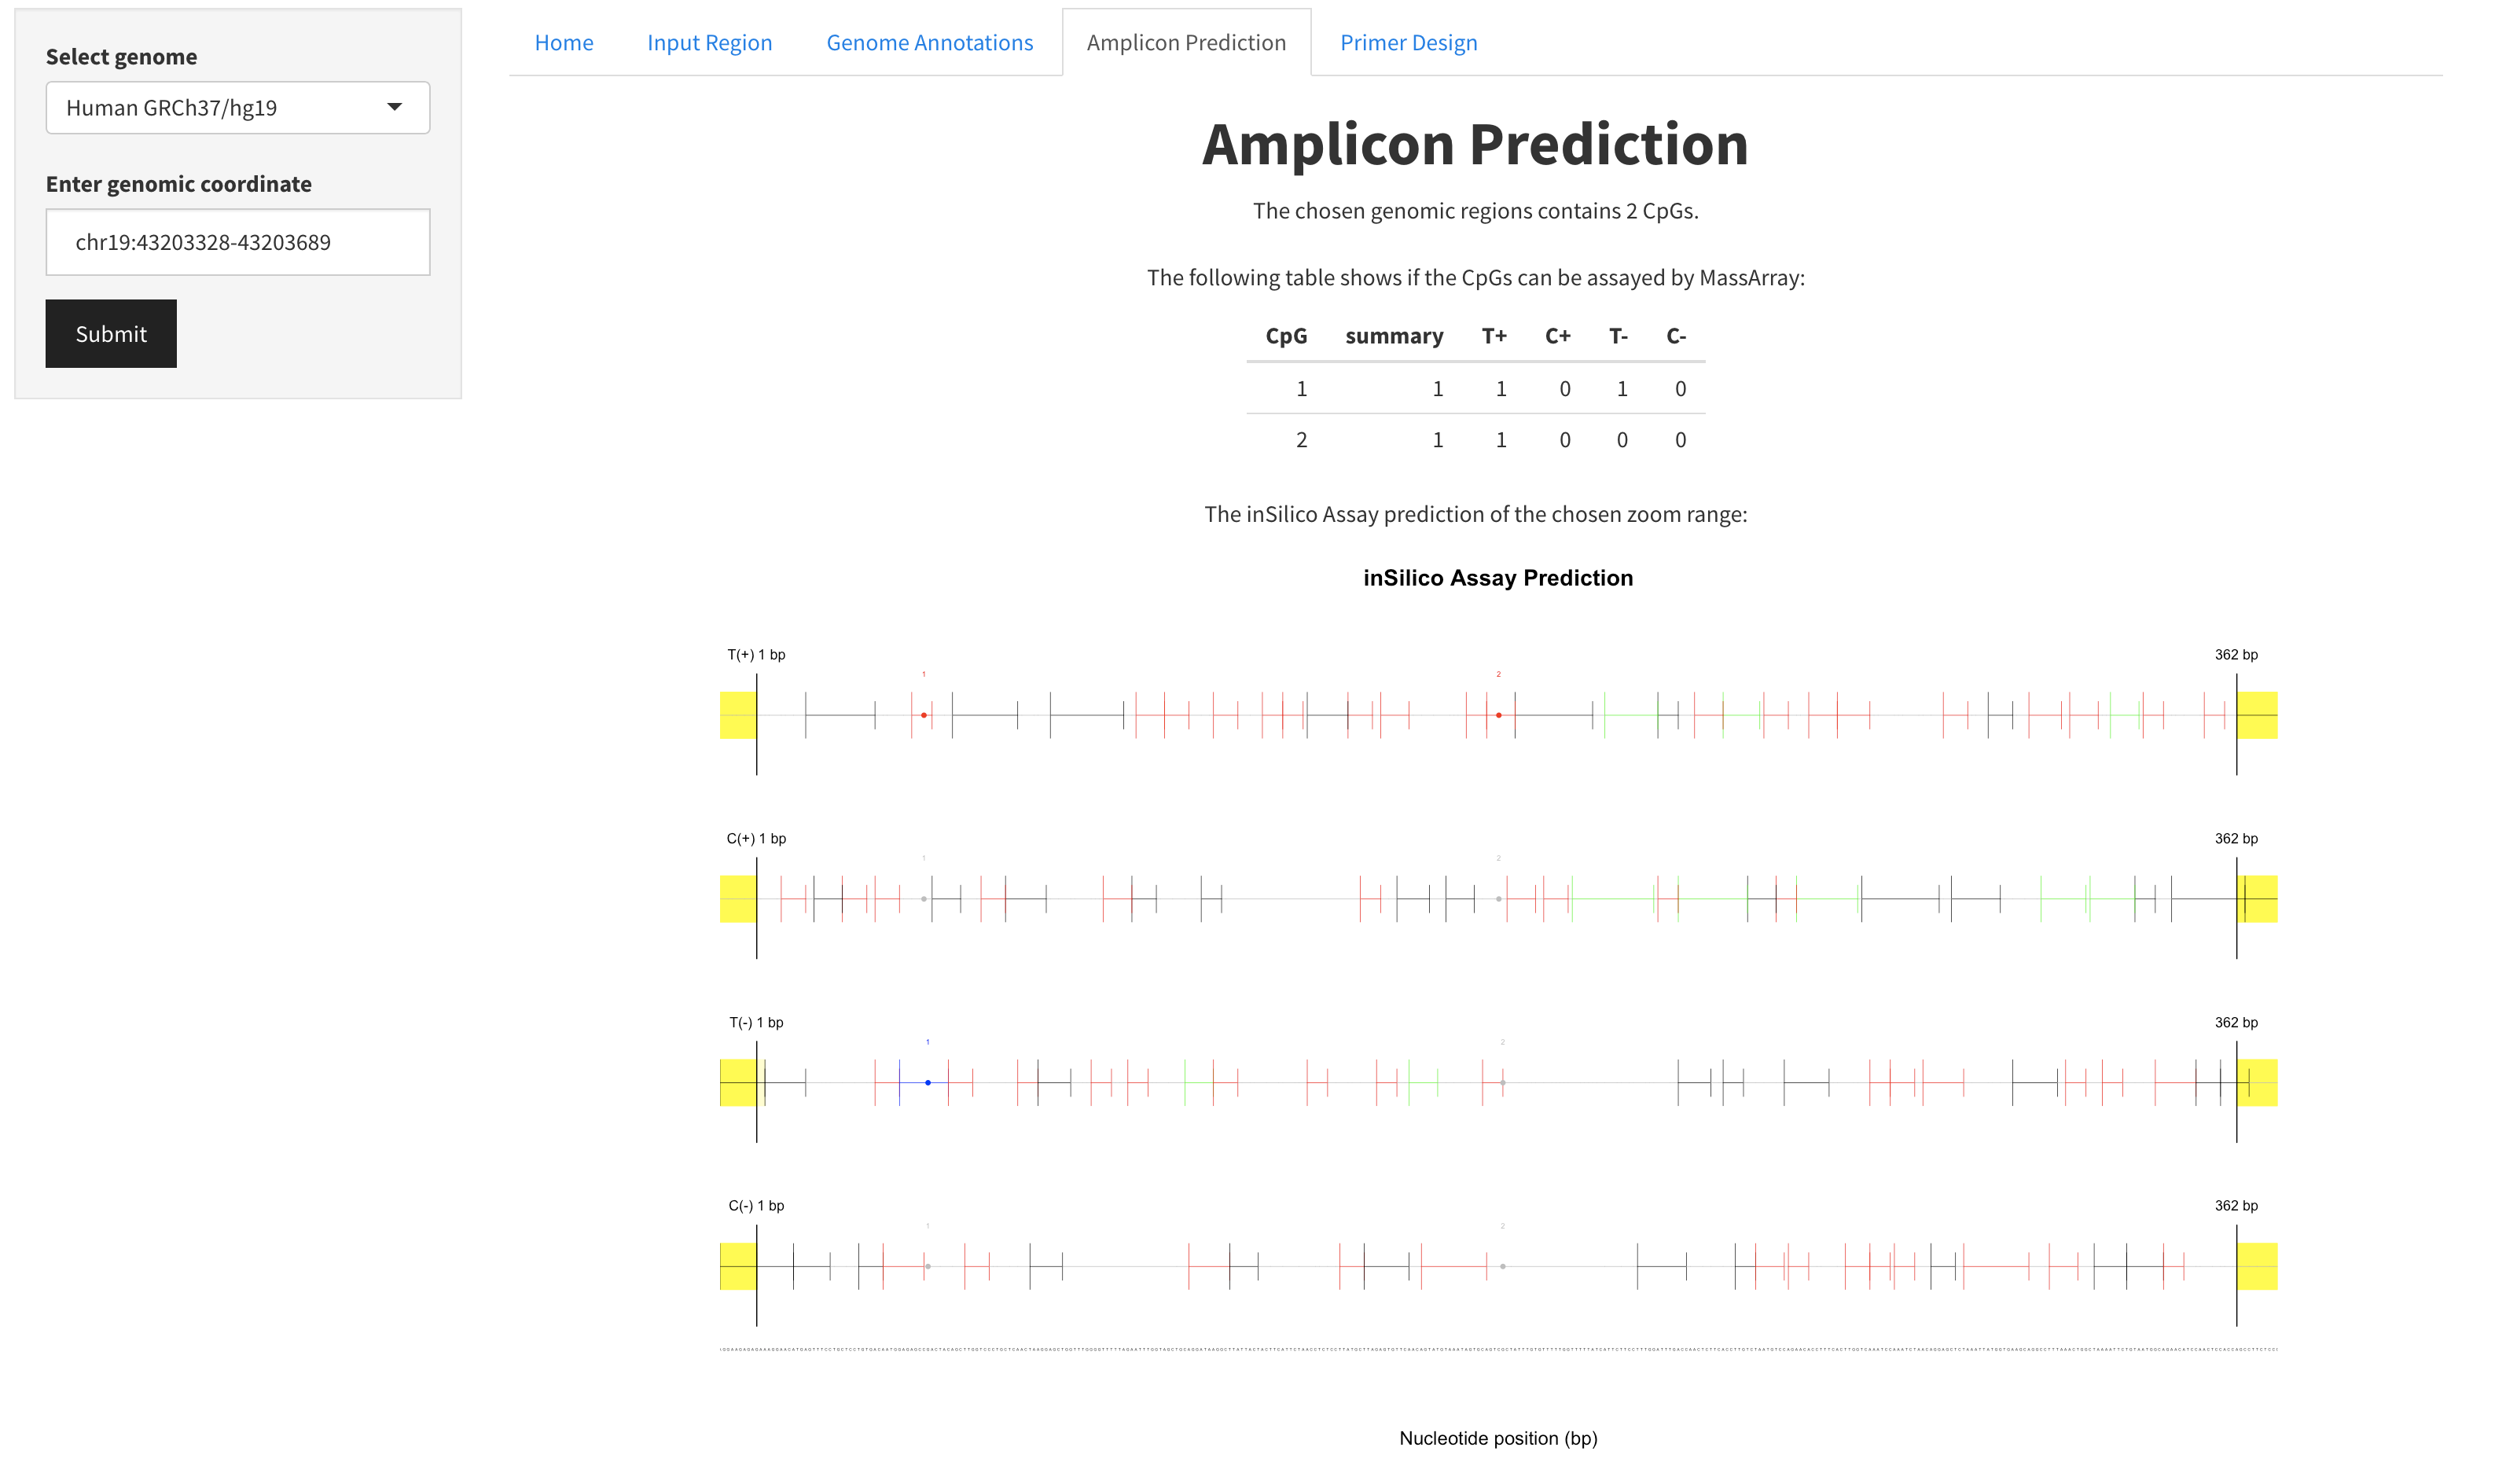 Select genome
Human GRCh37/hg19
Enter genomic coordinate
chr19:43203328-43203689
Submit
Home Input Region Genome Annotations Amplicon Prediction Primer Design
Amplicon Prediction
The chosen genomic regions contains 2 CpGs.
The following table shows if the CpGs can be assayed by MassArray:
CpG summary T+ C+ T- C-
1 1 1 0 1 0
2 1 1 0 0 0
The inSilico Assay prediction of the chosen zoom range:
inSilico Assay Prediction
T(+) 1 bp 362 bp
1 2
C(+) 1 bp 362 bp
1 2
T(-) 1 bp 362 bp
1 2
C(-) 1 bp 362 bp
1 2
Nucleotide position (bp)